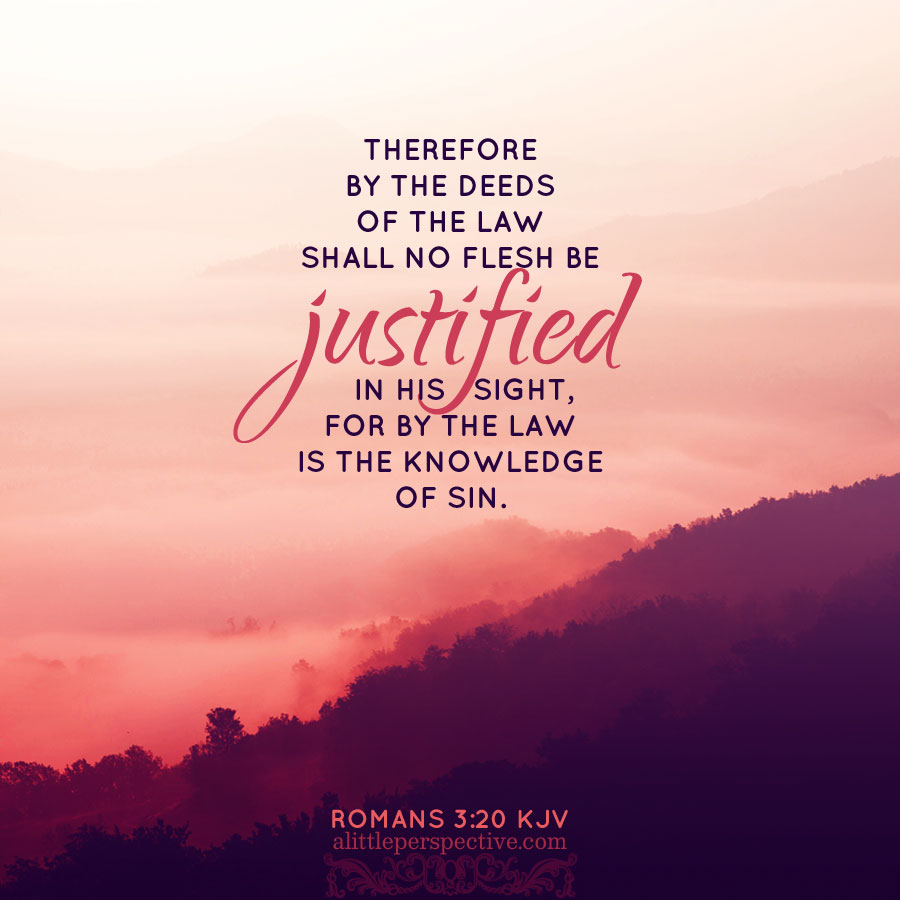 THEREFORE
BY THE DEEDS
OF THE LAW
SHALL NO FLESH BE
justified
IN HIS SIGHT,
FOR BY THE LAW
IS THE KNOWLEDGE
OF SIN.
ROMANS 3:20 KJV
alittleperspective.com